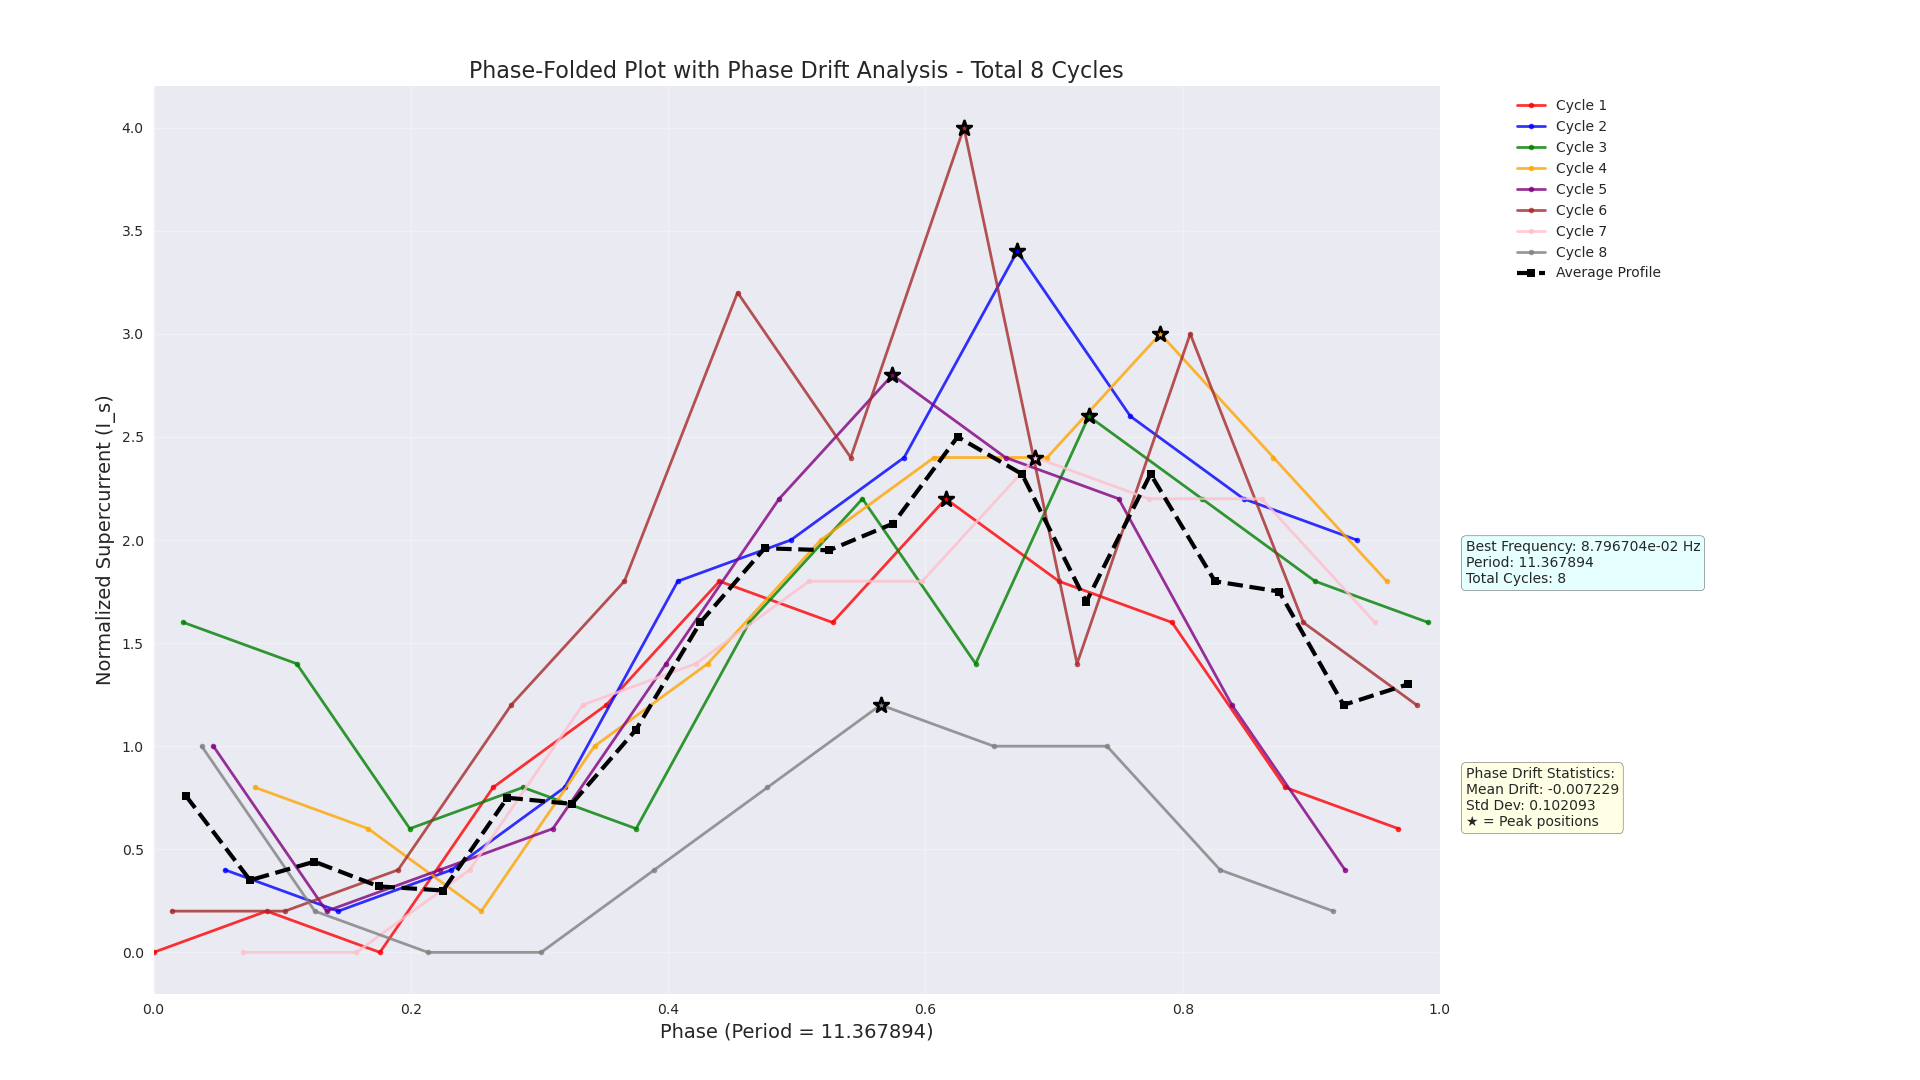 Phase-Folded Plot with Phase Drift Analysis - Total 8 Cycles
Normalized Supercurrent (I_s)
4.0
3.5
3.0
2.5
2.0
1.5
1.0
0.5
0.0
0.0 0.2 0.4 0.6 0.8 1.0
Phase (Period = 11.367894)
Cycle 1
Cycle 2
Cycle 3
Cycle 4
Cycle 5
Cycle 6
Cycle 7
Cycle 8
Average Profile
Best Frequency: 8.796704e-02 Hz
Period: 11.367894
Total Cycles: 8
Phase Drift Statistics:
Mean Drift: -0.007229
Std Dev: 0.102093
★ = Peak positions